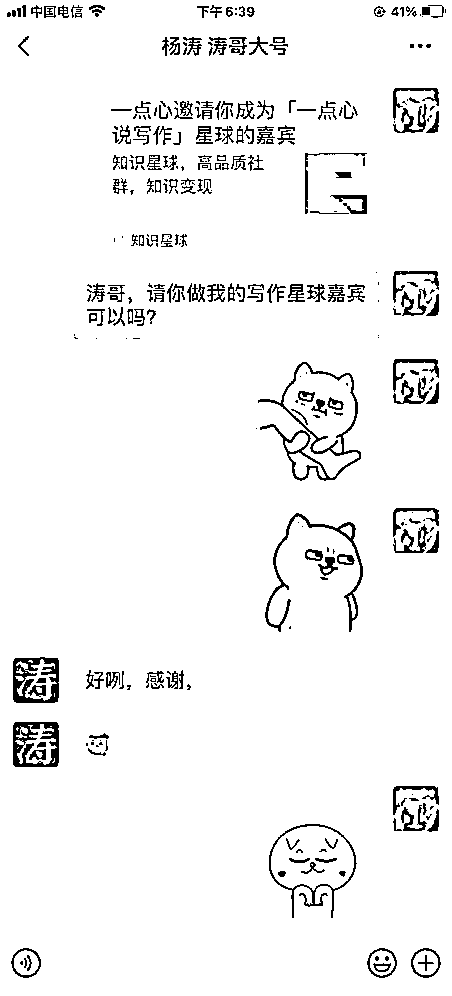 中国电信
下午6:39
41%
杨涛 涛哥大号
一点心邀请你成为「一点心
说写作」星球的嘉宾
知识星球，高品质社
群，知识变现
知识星球
涛哥，请你做我的写作星球嘉宾
可以吗？
涛
好咧，感谢，
涛